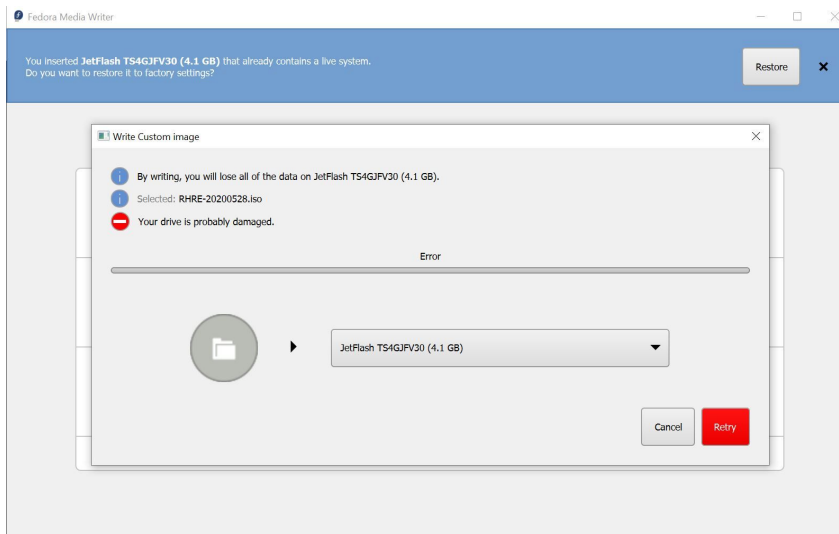 Fedora Media Writer
You inserted JetFlash TS4GJFV30 (4.1 GB) that already contains a live system.
Do you want to restore it to factory settings?
Restore
Write Custom image
By writing, you will lose all of the data on JetFlash TS4GJFV30 (4.1 GB).
Selected: RHRE-20200528.iso
Your drive is probably damaged.
Error
JetFlash TS4GJFV30 (4.1 GB)
Cancel
Retry